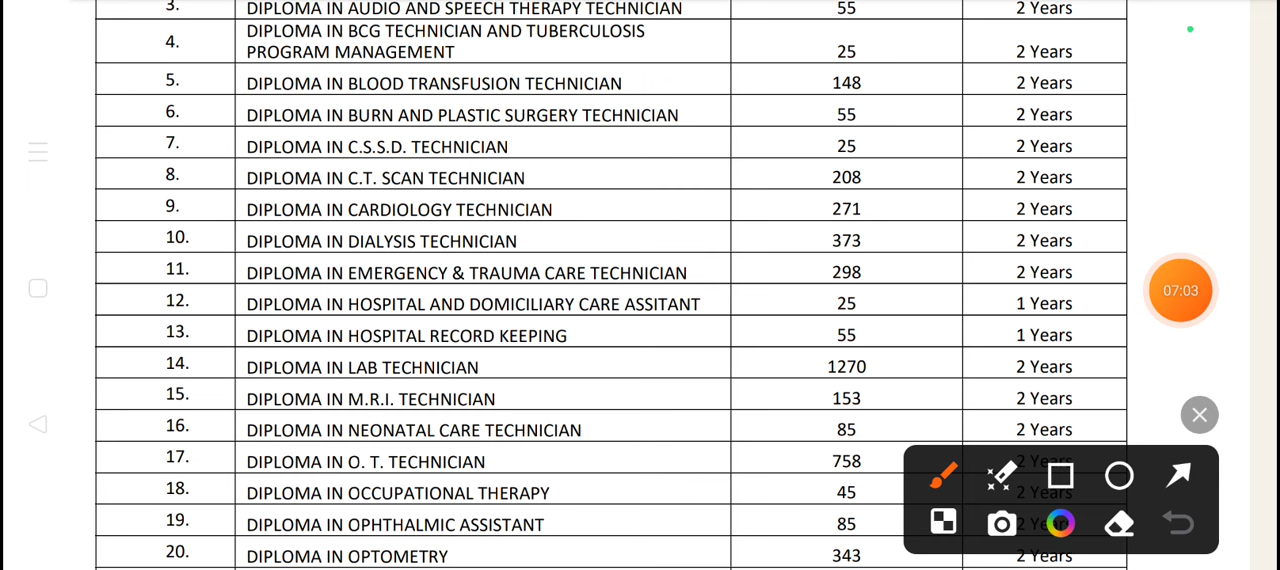 3. DIPLOMA IN AUDIO AND SPEECH THERAPY TECHNICIAN 55 2 Years
DIPLOMA IN BCG TECHNICIAN AND TUBERCULOSIS
4. PROGRAM MANAGEMENT 25 2 Years
5. DIPLOMA IN BLOOD TRANSFUSION TECHNICIAN 148 2 Years
6. DIPLOMA IN BURN AND PLASTIC SURGERY TECHNICIAN 55 2 Years
7. DIPLOMA IN C.S.S.D. TECHNICIAN 25 2 Years
8. DIPLOMA IN C.T. SCAN TECHNICIAN 208 2 Years
9. DIPLOMA IN CARDIOLOGY TECHNICIAN 271 2 Years
10. DIPLOMA IN DIALYSIS TECHNICIAN 373 2 Years
11. DIPLOMA IN EMERGENCY & TRAUMA CARE TECHNICIAN 298 2 Years
07:03
12. DIPLOMA IN HOSPITAL AND DOMICILIARY CARE ASSITANT 25 1 Years
13. DIPLOMA IN HOSPITAL RECORD KEEPING 55 1 Years
14. DIPLOMA IN LAB TECHNICIAN 1270 2 Years
15. DIPLOMA IN M.R.I. TECHNICIAN 153 2 Years
16. DIPLOMA IN NEONATAL CARE TECHNICIAN 85 2 Years
17. DIPLOMA IN O. T. TECHNICIAN 758 2 Years
18. DIPLOMA IN OCCUPATIONAL THERAPY 45 2 Years
19. DIPLOMA IN OPHTHALMIC ASSISTANT 85 2 Years
20. DIPLOMA IN OPTOMETRY 343 2 Years